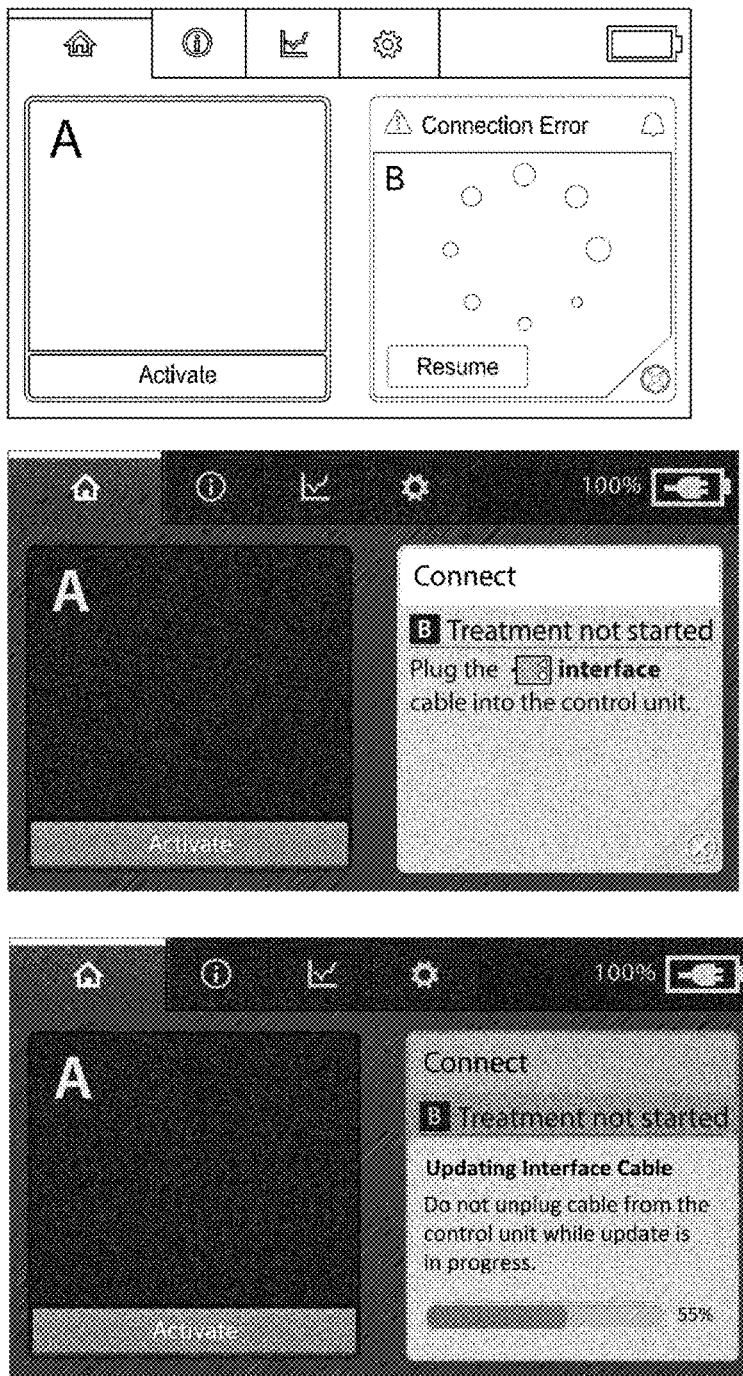 A
Connection Error
B
Activate
Resume
100%
A
Connect
B Treatment not started
Plug the interface
cable into the control unit.
Activate
100%
A
Connect
B Treatment not started
Updating Interface Cable
Do not unplug cable from the
control unit while update is
in progress.
55%
Activate